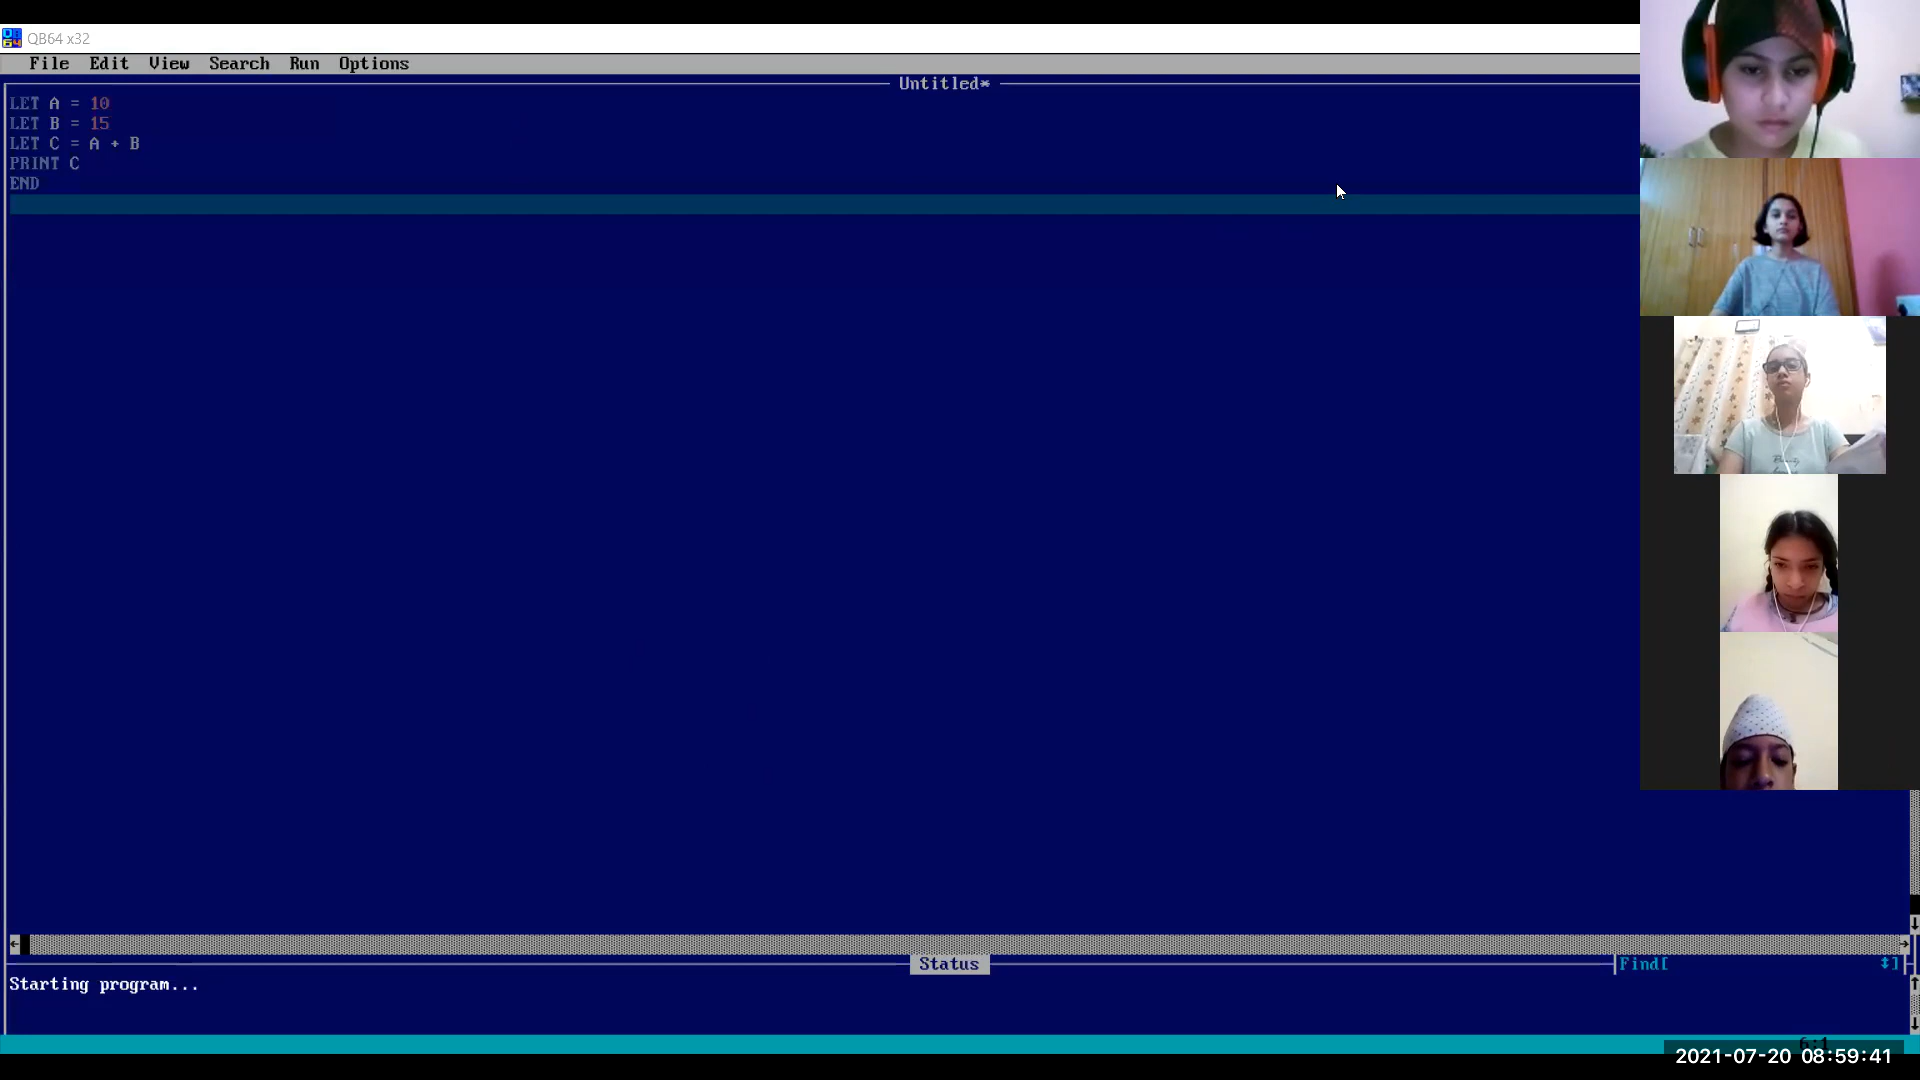 QB64 x32
File Edit View Search Run Options
Untitled*
LET A = 10
LET B = 15
LET C = A + B
PRINT C
END
Status
Find[ ]
Starting program...
2021-07-20 08:59:41